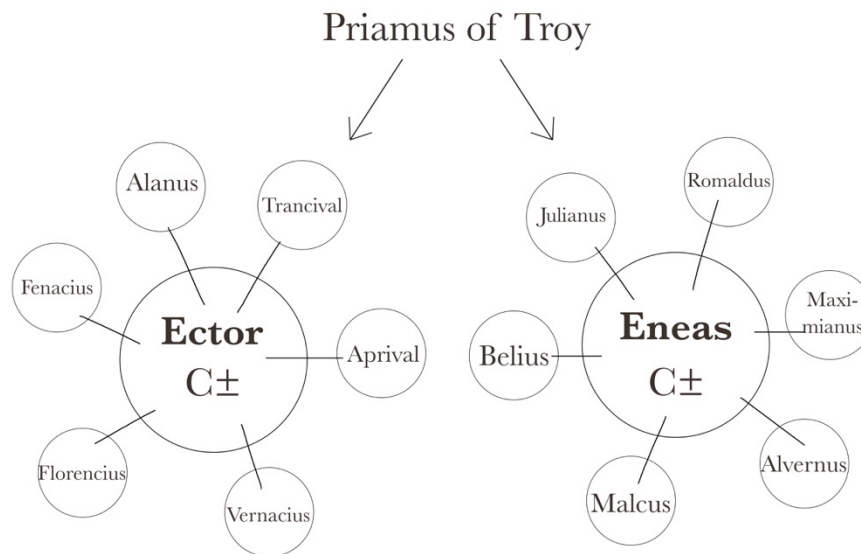 Priamus of Troy
Alanus
Trancival
Fenacius
Ector
C±
Aprival
Florencius
Vernacius
Romaldus
Julianus
Maxi-
mianus
Eneas
C±
Belius
Alvernus
Malcus